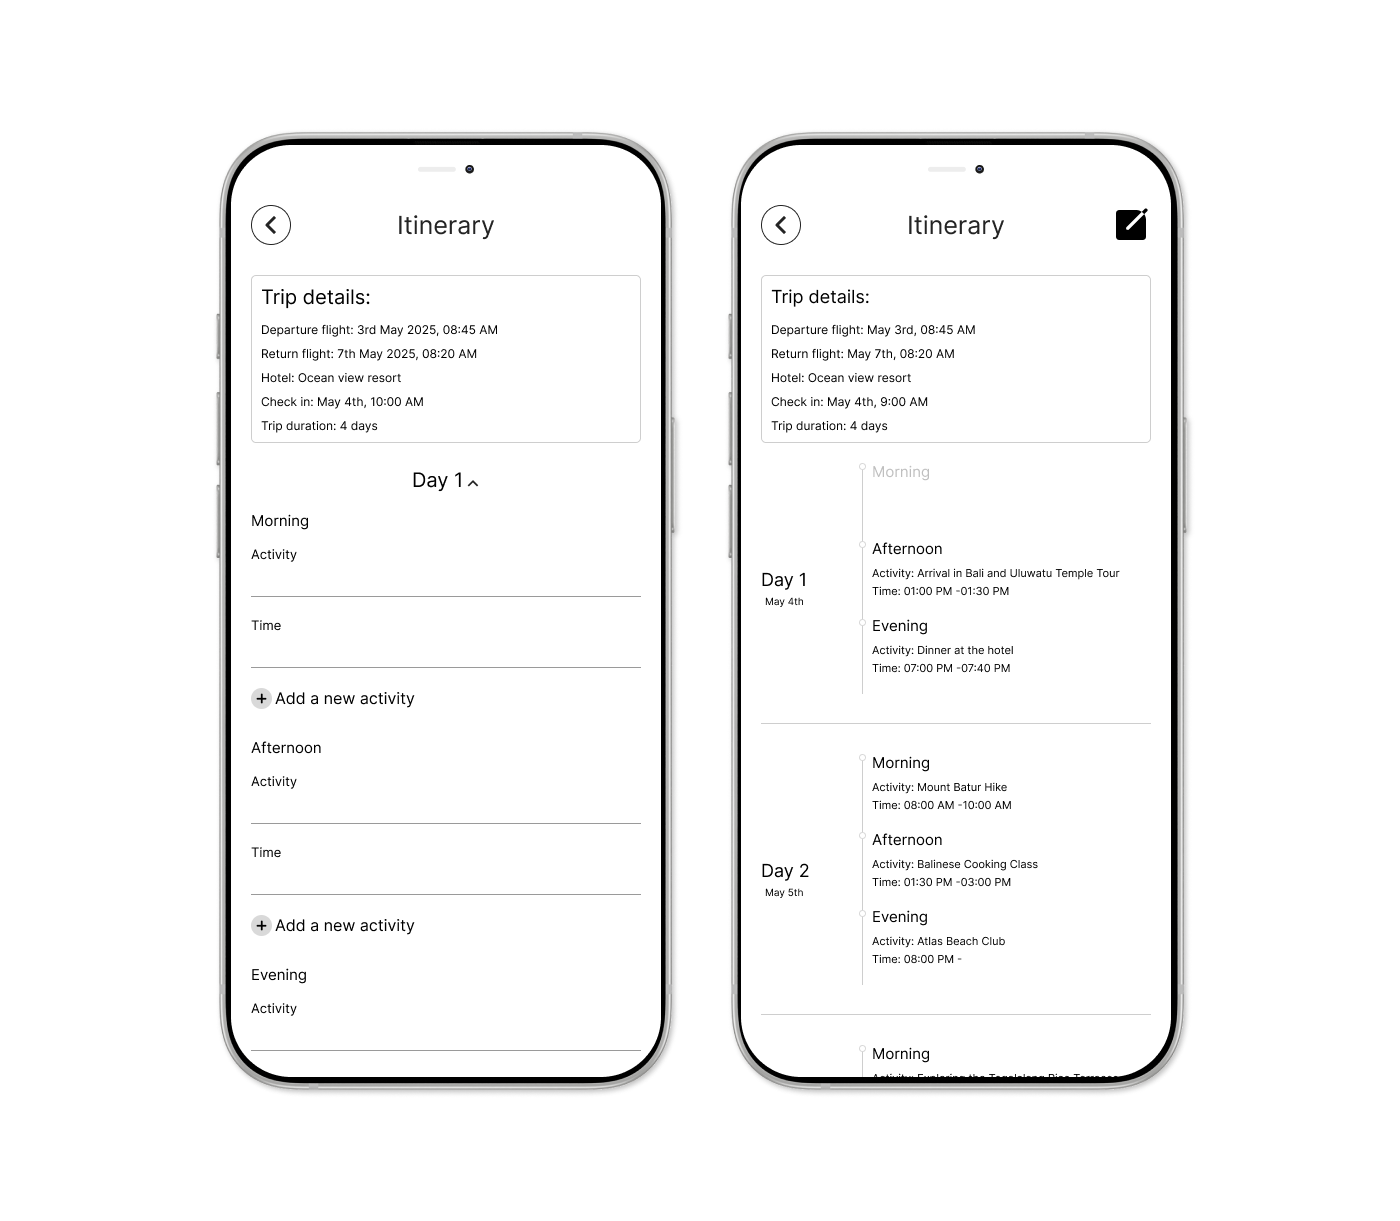 Itinerary
Trip details:
Departure flight: 3rd May 2025, 08:45 AM
Return flight: 7th May 2025, 08:20 AM
Hotel: Ocean view resort
Check in: May 4th, 10:00 AM
Trip duration: 4 days
Day 1
Morning
Activity
Time
Add a new activity
Afternoon
Activity
Time
Add a new activity
Evening
Activity
Itinerary
Trip details:
Departure flight: May 3rd, 08:45 AM
Return flight: May 7th, 08:20 AM
Hotel: Ocean view resort
Check in: May 4th, 9:00 AM
Trip duration: 4 days
Day 1
May 4th
Morning
Afternoon
Activity: Arrival in Bali and Uluwatu Temple Tour
Time: 01:00 PM -01:30 PM
Evening
Activity: Dinner at the hotel
Time: 07:00 PM -07:40 PM
Day 2
May 5th
Morning
Activity: Mount Batur Hike
Time: 08:00 AM -10:00 AM
Afternoon
Activity: Balinese Cooking Class
Time: 01:30 PM -03:00 PM
Evening
Activity: Atlas Beach Club
Time: 08:00 PM -
Morning
Activity: Exploring the Tegalalang Rice Terraces